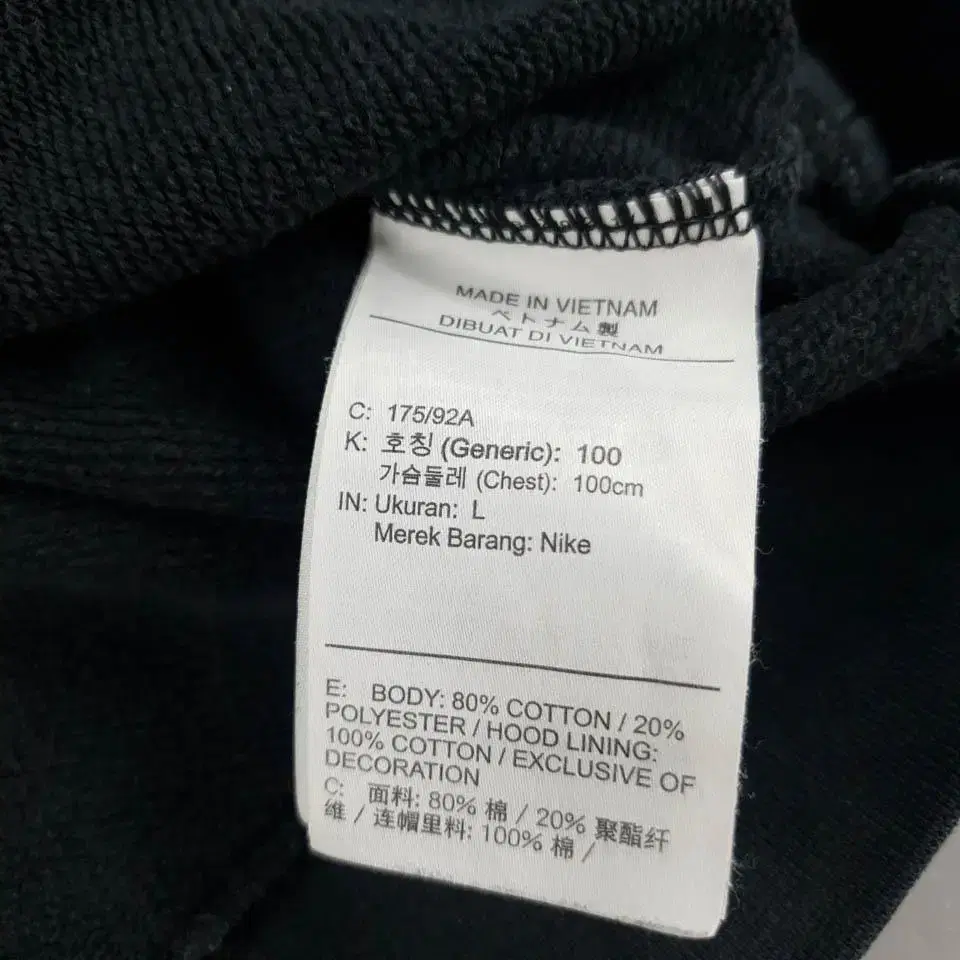 MADE IN VIETNAM
ベトナム製
DIBUAT DI VIETNAM
C: 175/92A
K: 호칭 (Generic): 100
가슴둘레 (Chest): 100cm
IN: Ukuran: L
Merek Barang: Nike
E: BODY: 80% COTTON / 20%
POLYESTER / HOOD LINING:
100% COTTON / EXCLUSIVE OF
DECORATION
C: 面料: 80% 棉 / 20% 聚酯纤
维 / 连帽里料: 100% 棉 /